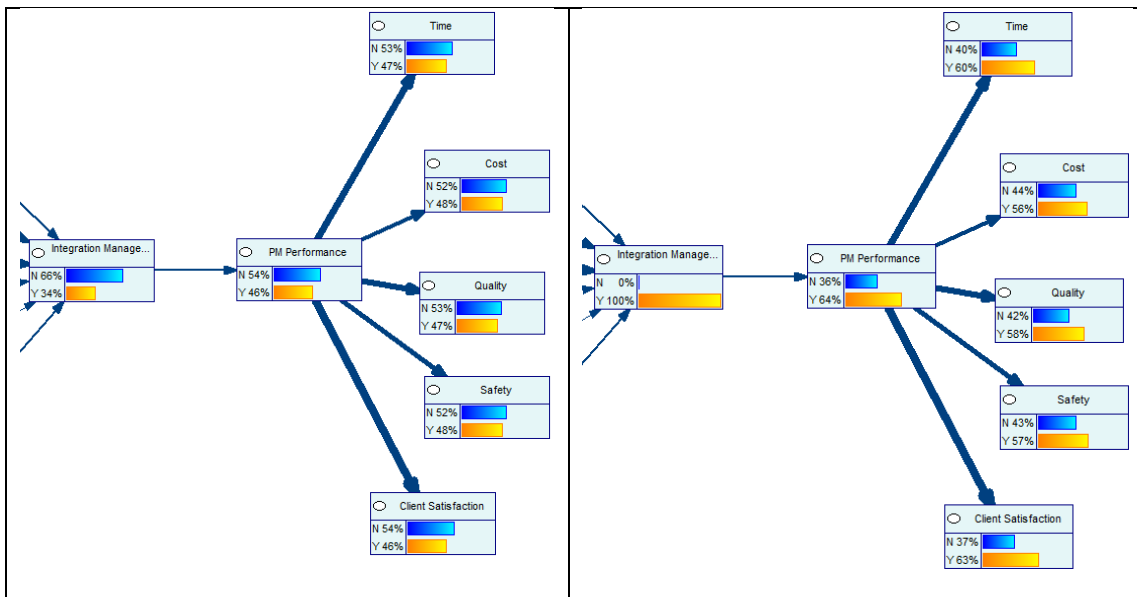 Time
N 53%
Y 47%
Cost
N 52%
Y 48%
Integration Manage...
N 66%
Y 34%
PM Performance
N 54%
Y 46%
Quality
N 53%
Y 47%
Safety
N 52%
Y 48%
Client Satisfaction
N 54%
Y 46%
Time
N 40%
Y 60%
Cost
N 44%
Y 56%
Integration Manage...
N 0%
Y 100%
PM Performance
N 36%
Y 64%
Quality
N 42%
Y 58%
Safety
N 43%
Y 57%
Client Satisfaction
N 37%
Y 63%